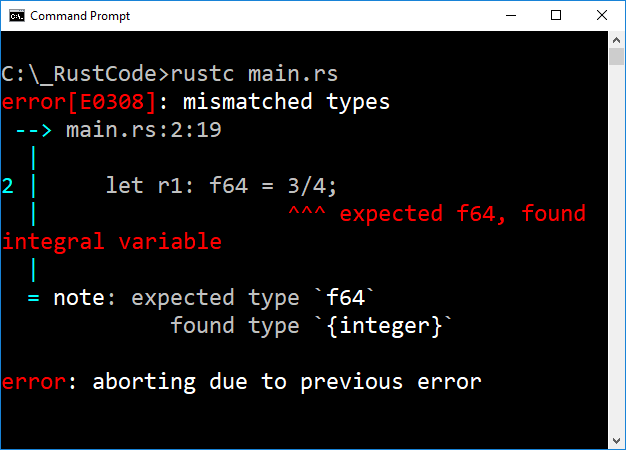 Command Prompt
C:\_RustCode>rustc main.rs
error[E0308]: mismatched types
 --> main.rs:2:19
  |
2 |     let r1: f64 = 3/4;
  |                   ^^^ expected f64, found
integral variable
  |
  = note: expected type `f64`
             found type `{integer}`
error: aborting due to previous error